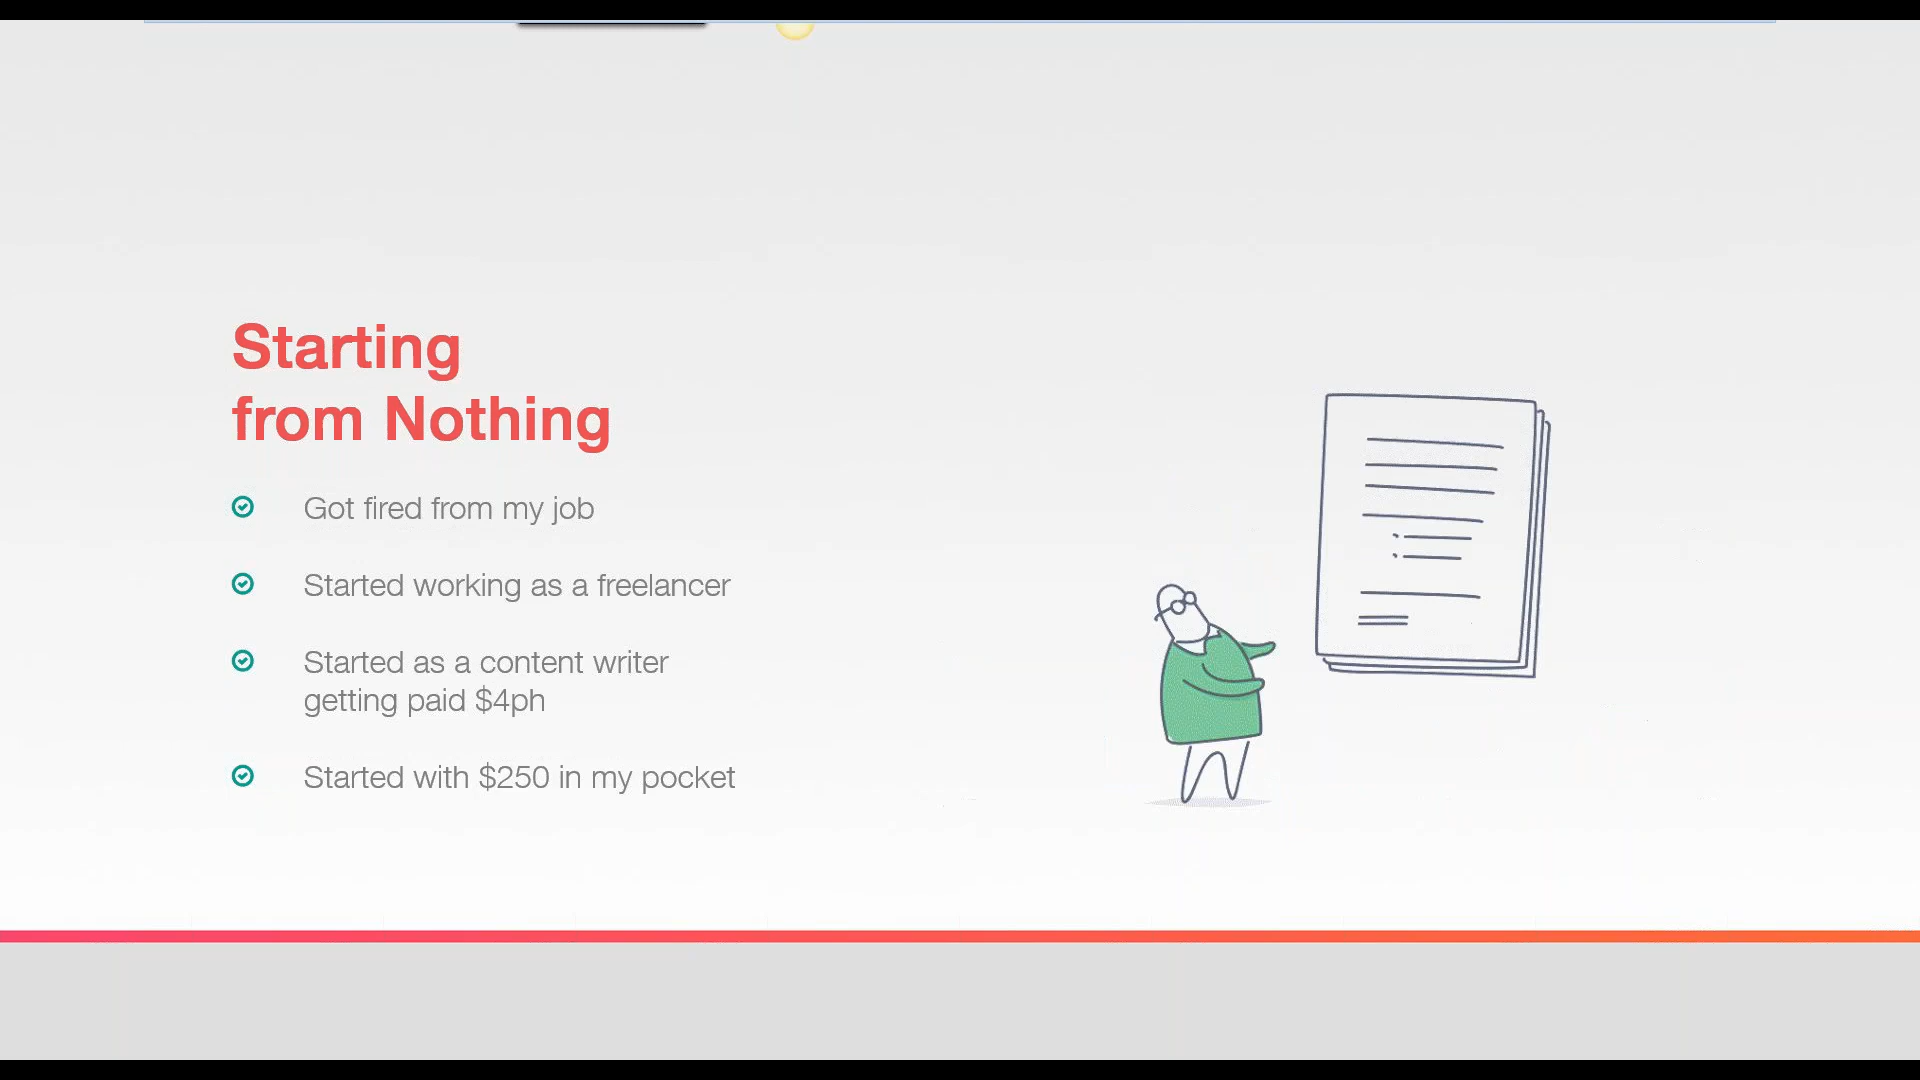 Starting
from Nothing
Got fired from my job
Started working as a freelancer
Started as a content writer
getting paid $4ph
Started with $250 in my pocket